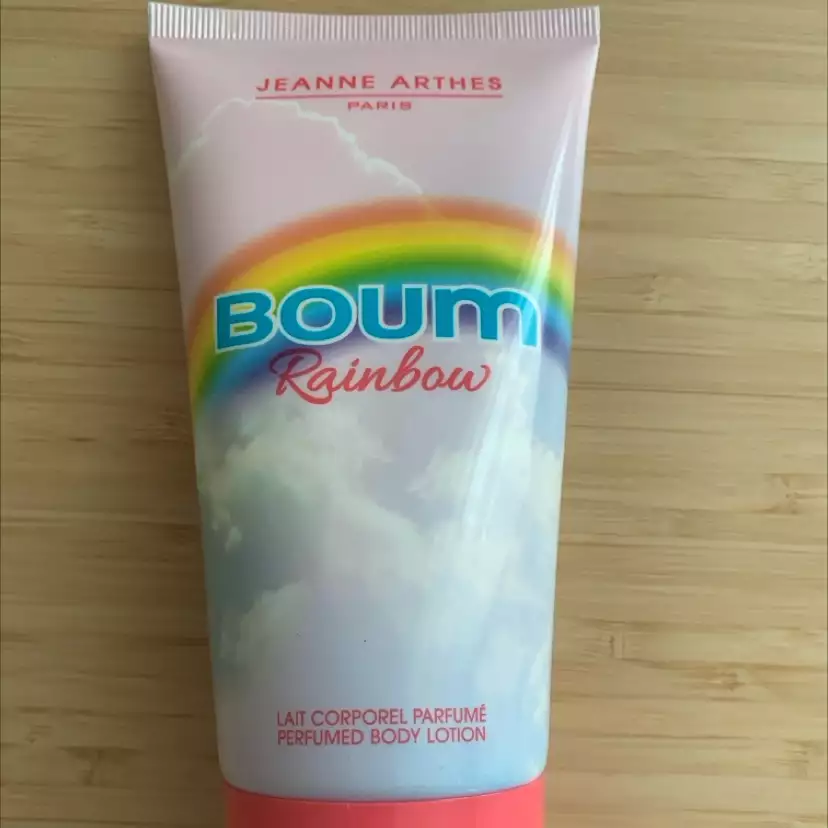 JEANNE ARTHES
PARIS
BOUM
Rainbow
LAIT CORPOREL PARFUMÉ
PERFUMED BODY LOTION